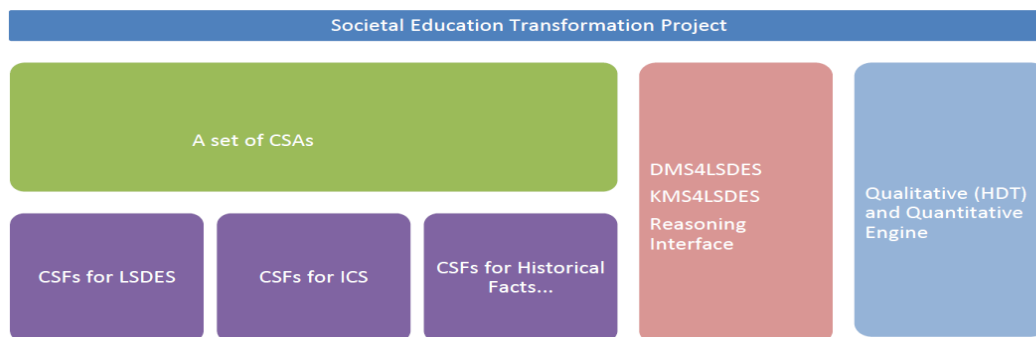 Societal Education Transformation Project
A set of CSAs
CSFs for LSDES
CSFs for ICS
CSFs for Historical
Facts...
DMS4LSDES
KMS4LSDES
Reasoning
Interface
Qualitative (HDT)
and Quantitative
Engine